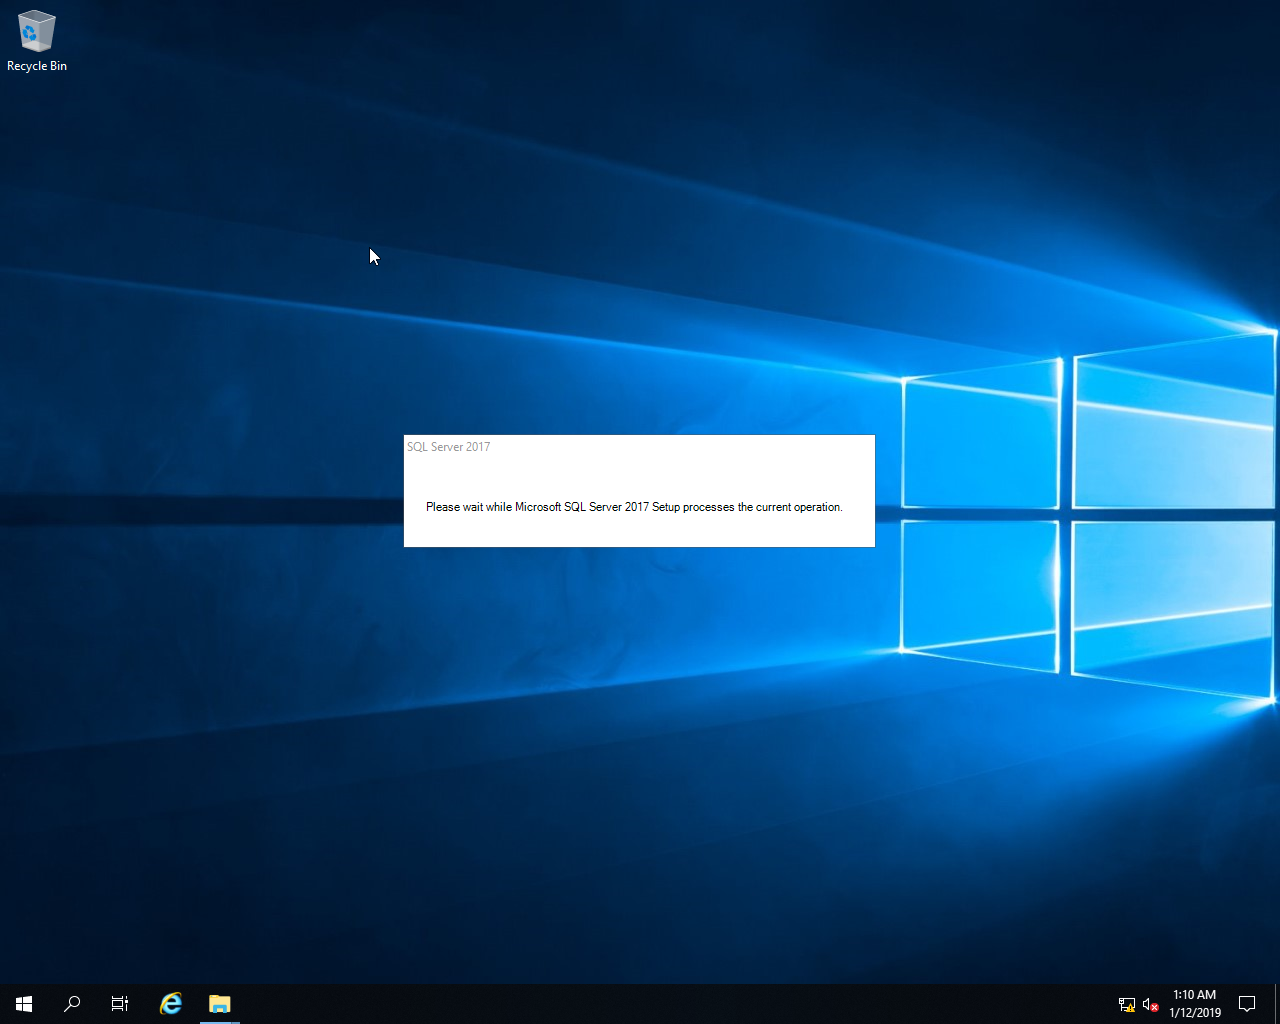 Recycle Bin
SQL Server 2017
Please wait while Microsoft SQL Server 2017 Setup processes the current operation.
1:10 AM
1/12/2019